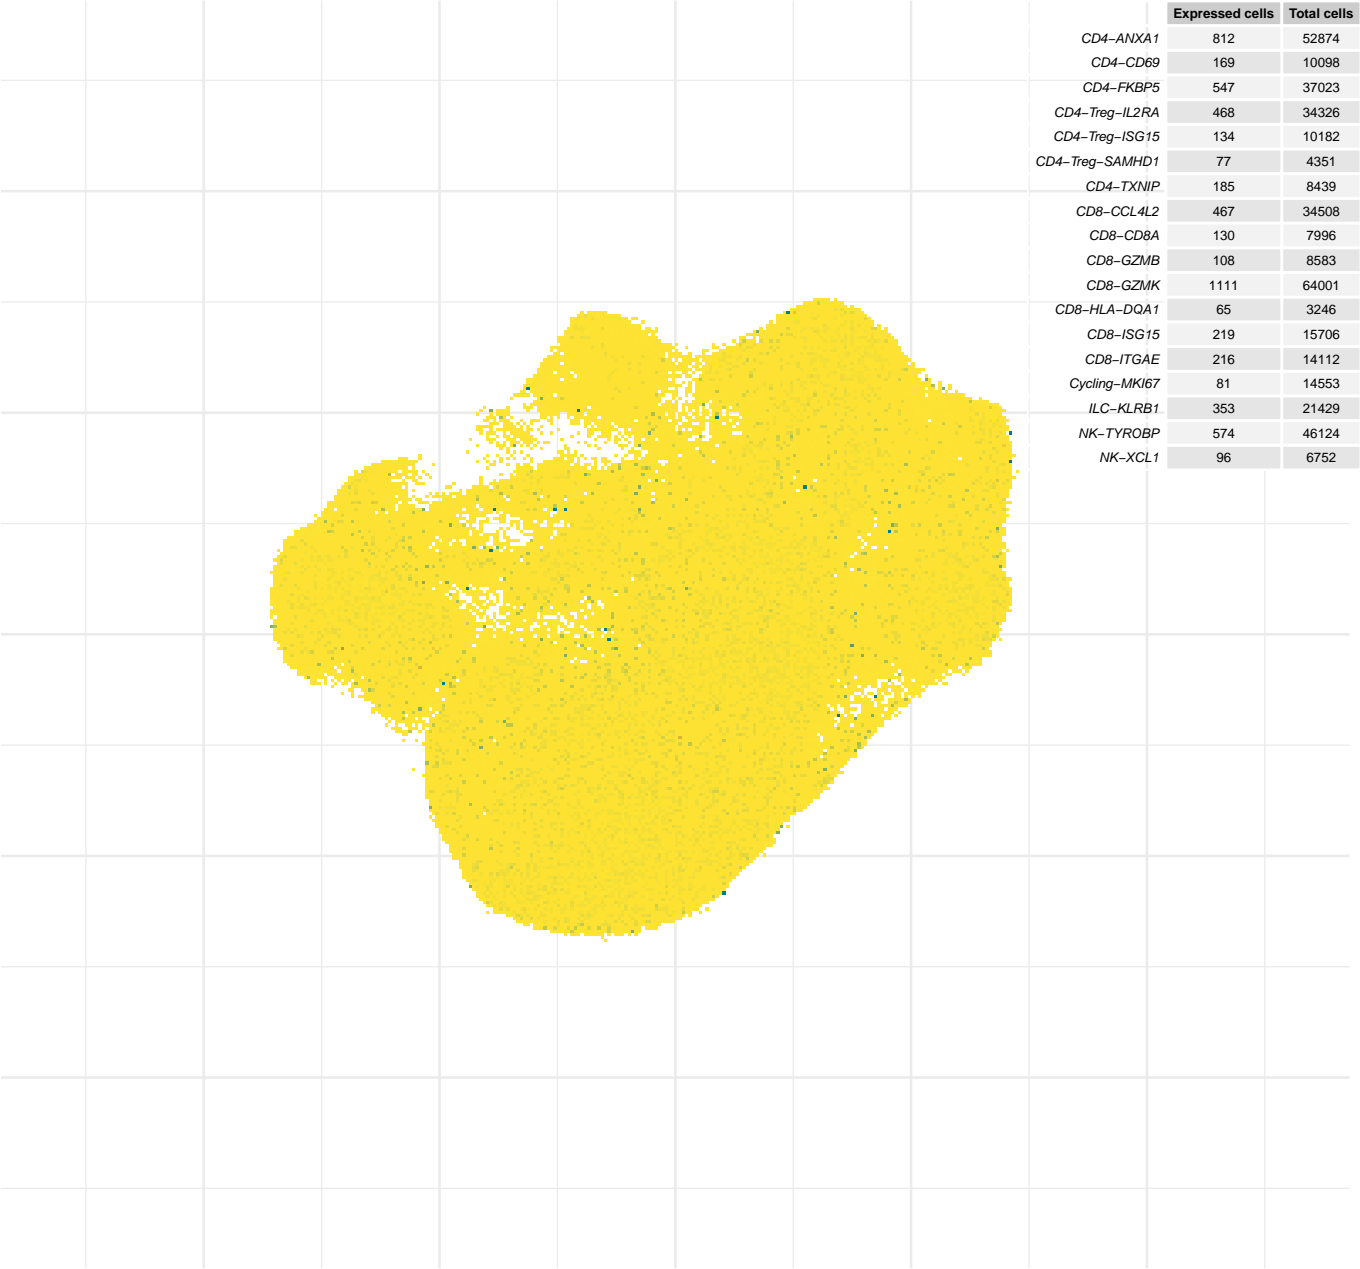 Expressed cells Total cells
CD4−ANXA1 812 52874
CD4−CD69 169 10098
CD4−FKBP5 547 37023
CD4−Treg−IL2RA 468 34326
CD4−Treg−ISG15 134 10182
CD4−Treg−SAMHD1 77 4351
CD4−TXNIP 185 8439
CD8−CCL4L2 467 34508
CD8−CD8A 130 7996
CD8−GZMB 108 8583
CD8−GZMK 1111 64001
CD8−HLA−DQA1 65 3246
CD8−ISG15 219 15706
CD8−ITGAE 216 14112
Cycling−MKI67 81 14553
ILC−KLRB1 353 21429
NK−TYROBP 574 46124
NK−XCL1 96 6752